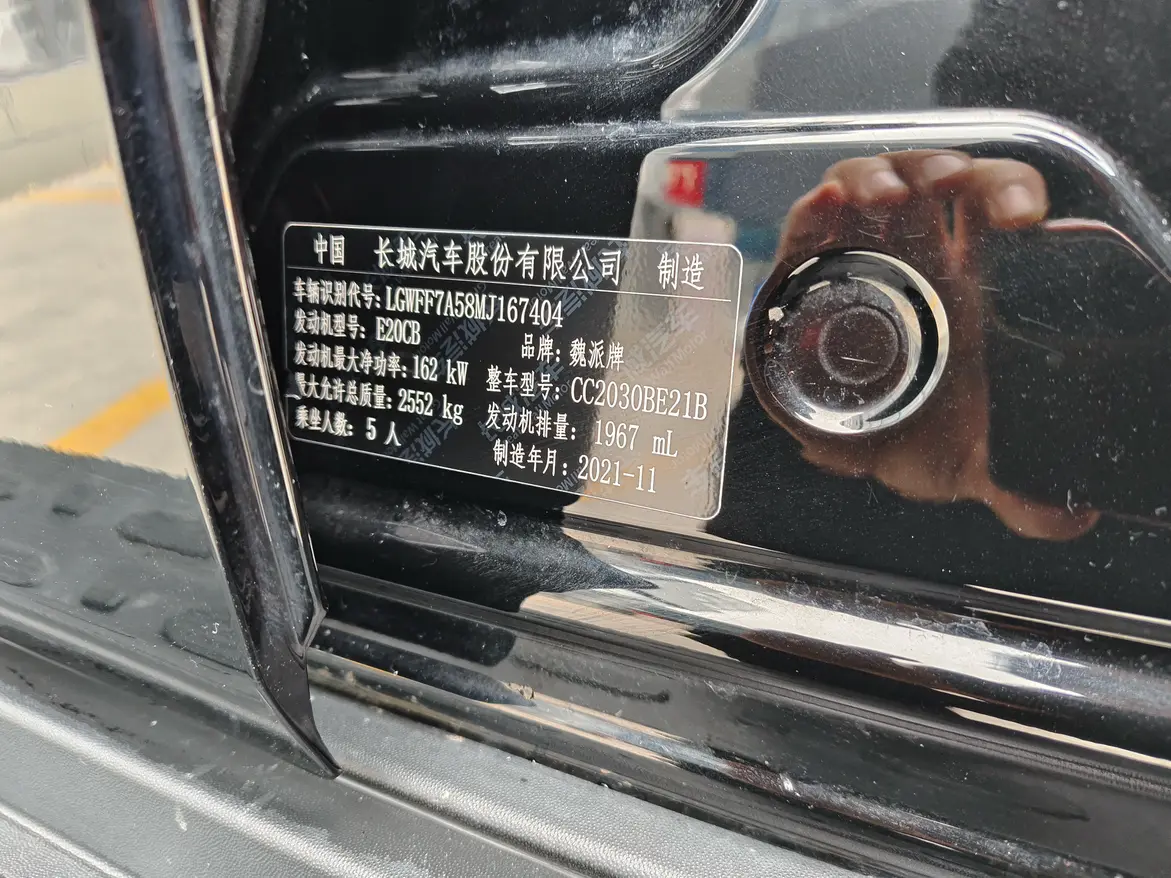 中国 长城汽车股份有限公司 制造
车辆识别代号: LGWFF7A58MJ167404
发动机型号: E20CB 品牌: 魏派牌
发动机最大净功率: 162 kW 整车型号: CC2030BE21B
最大允许总质量: 2552 kg 发动机排量: 1967 mL
乘坐人数: 5 人 制造年月: 2021-11